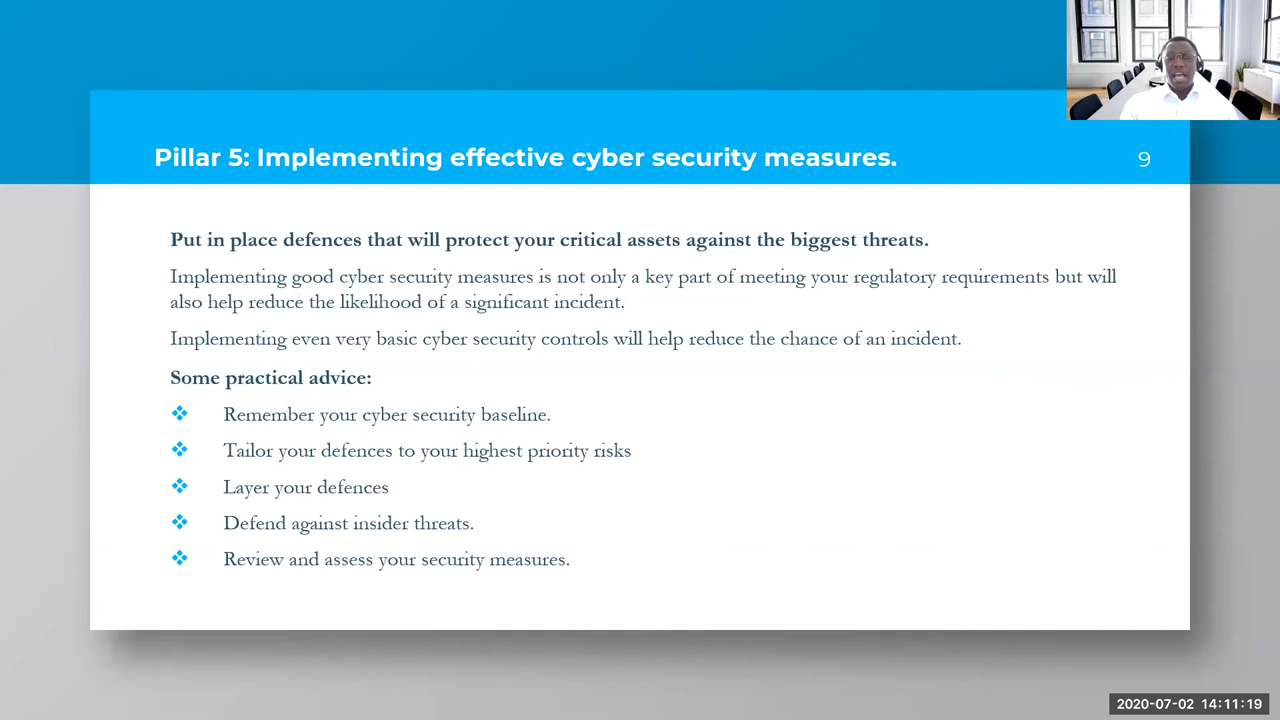 Pillar 5: Implementing effective cyber security measures.
9
Put in place defences that will protect your critical assets against the biggest threats.
Implementing good cyber security measures is not only a key part of meeting your regulatory requirements but will
also help reduce the likelihood of a significant incident.
Implementing even very basic cyber security controls will help reduce the chance of an incident.
Some practical advice:
❖ Remember your cyber security baseline.
❖ Tailor your defences to your highest priority risks
❖ Layer your defences
❖ Defend against insider threats.
❖ Review and assess your security measures.
2020-07-02 14:11:19